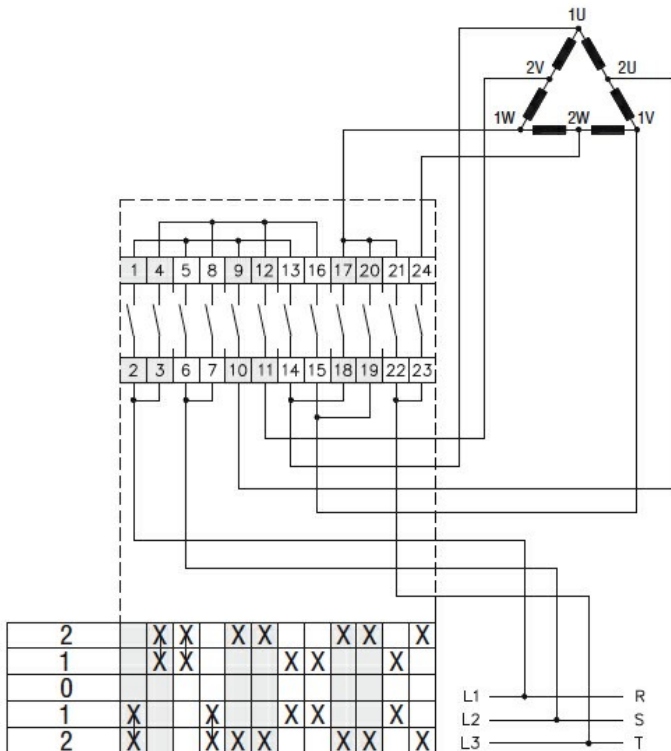 1U
2V 2U
1W 2W 1V
1 4 5 8 9 12 13 16 17 20 21 24
2 3 6 7 10 11 14 15 18 19 22 23
2 X X X X X X X
1 X X X X X
0
1 X X X X X
2 X X X X X X X
L1 R
L2 S
L3 T